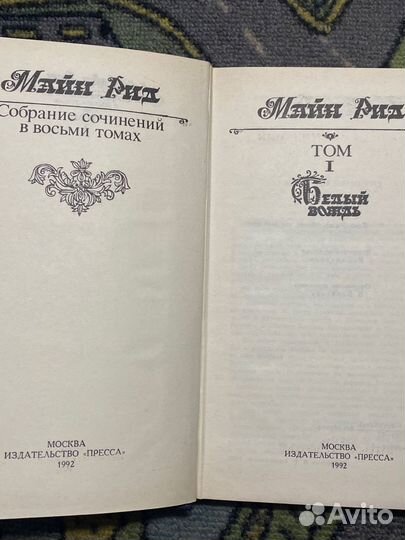 Майн Рид
Собрание сочинений
в восьми томах
МОСКВА
ИЗДАТЕЛЬСТВО «ПРЕССА»
1992
Майн Рид
ТОМ
I
Белый
вождь
МОСКВА
ИЗДАТЕЛЬСТВО «ПРЕССА»
1992
Avito